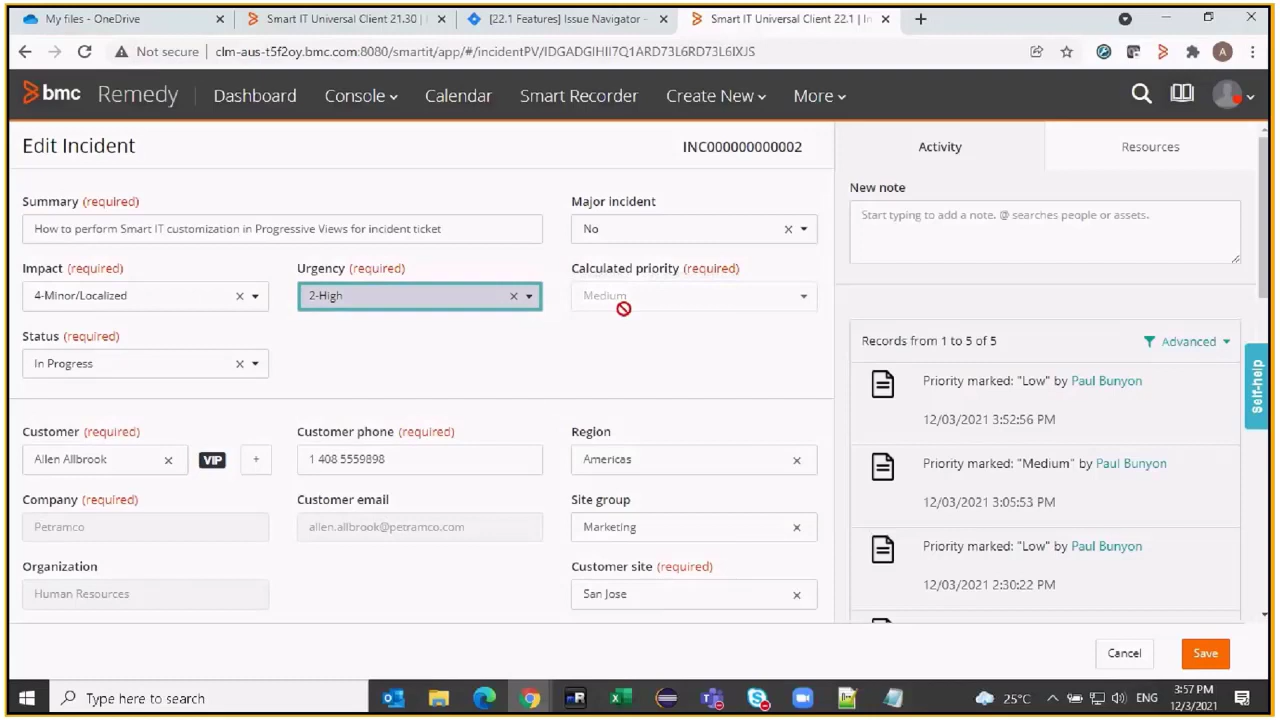 My files - OneDrive
Smart IT Universal Client 21.30 |
[22.1 Features] Issue Navigator -
Smart IT Universal Client 22.1 | In
Not secure | clm-aus-t5f2oy.bmc.com:8080/smartit/app/#/incidentPV/IDGADGIHII7Q1ARD73L6RD73L6IXJS
A
bmc Remedy Dashboard Console Calendar Smart Recorder Create New More
Edit Incident INC000000000002
Summary (required) Major incident
How to perform Smart IT customization in Progressive Views for incident ticket No
Impact (required) Urgency (required) Calculated priority (required)
4-Minor/Localized 2-High Medium
Status (required)
In Progress
Customer (required) Customer phone (required) Region
Allen Allbrook VIP + 1 408 5559898 Americas
Company (required) Customer email Site group
Petramco allen.allbrook@petramco.com Marketing
Organization Customer site (required)
Human Resources San Jose
Activity Resources
New note
Start typing to add a note. @ searches people or assets.
Records from 1 to 5 of 5 Advanced
Priority marked: "Low" by Paul Bunyon
12/03/2021 3:52:56 PM
Priority marked: "Medium" by Paul Bunyon
12/03/2021 3:05:53 PM
Priority marked: "Low" by Paul Bunyon
12/03/2021 2:30:22 PM
Self-help
Cancel Save
Type here to search
25°C ENG 3:57 PM
12/3/2021